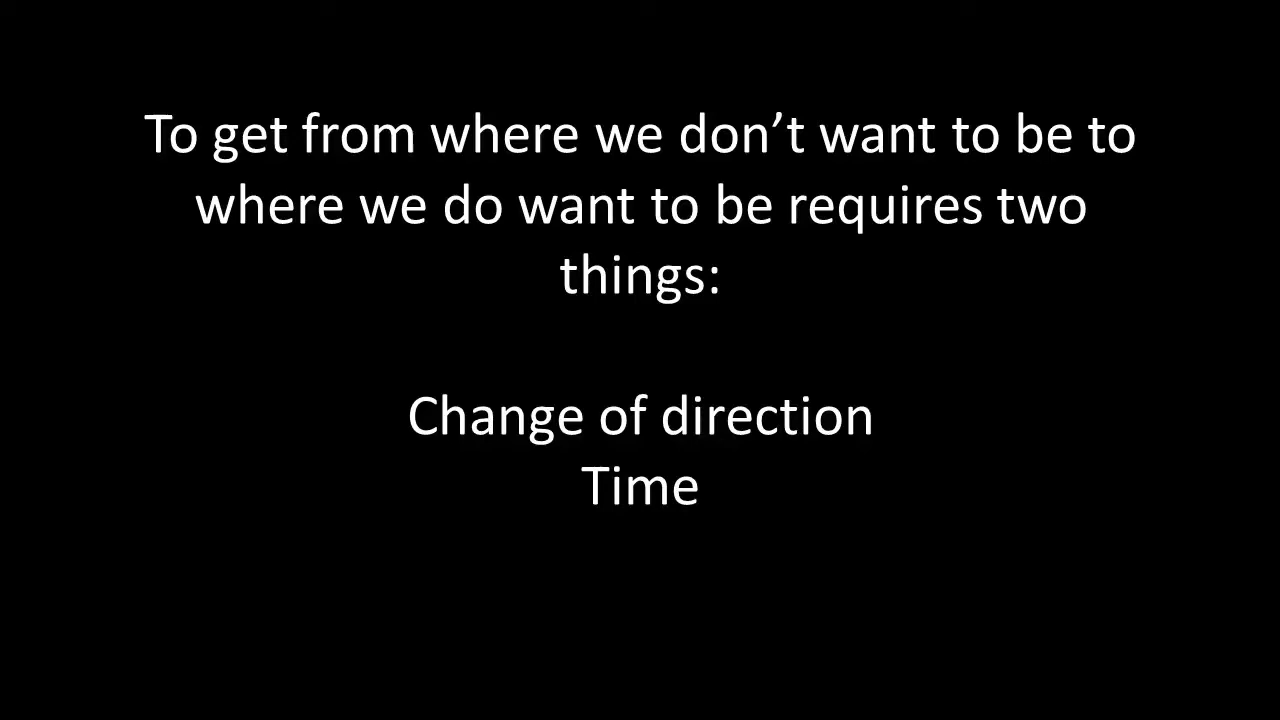 To get from where we don’t want to be to
where we do want to be requires two
things:
Change of direction
Time